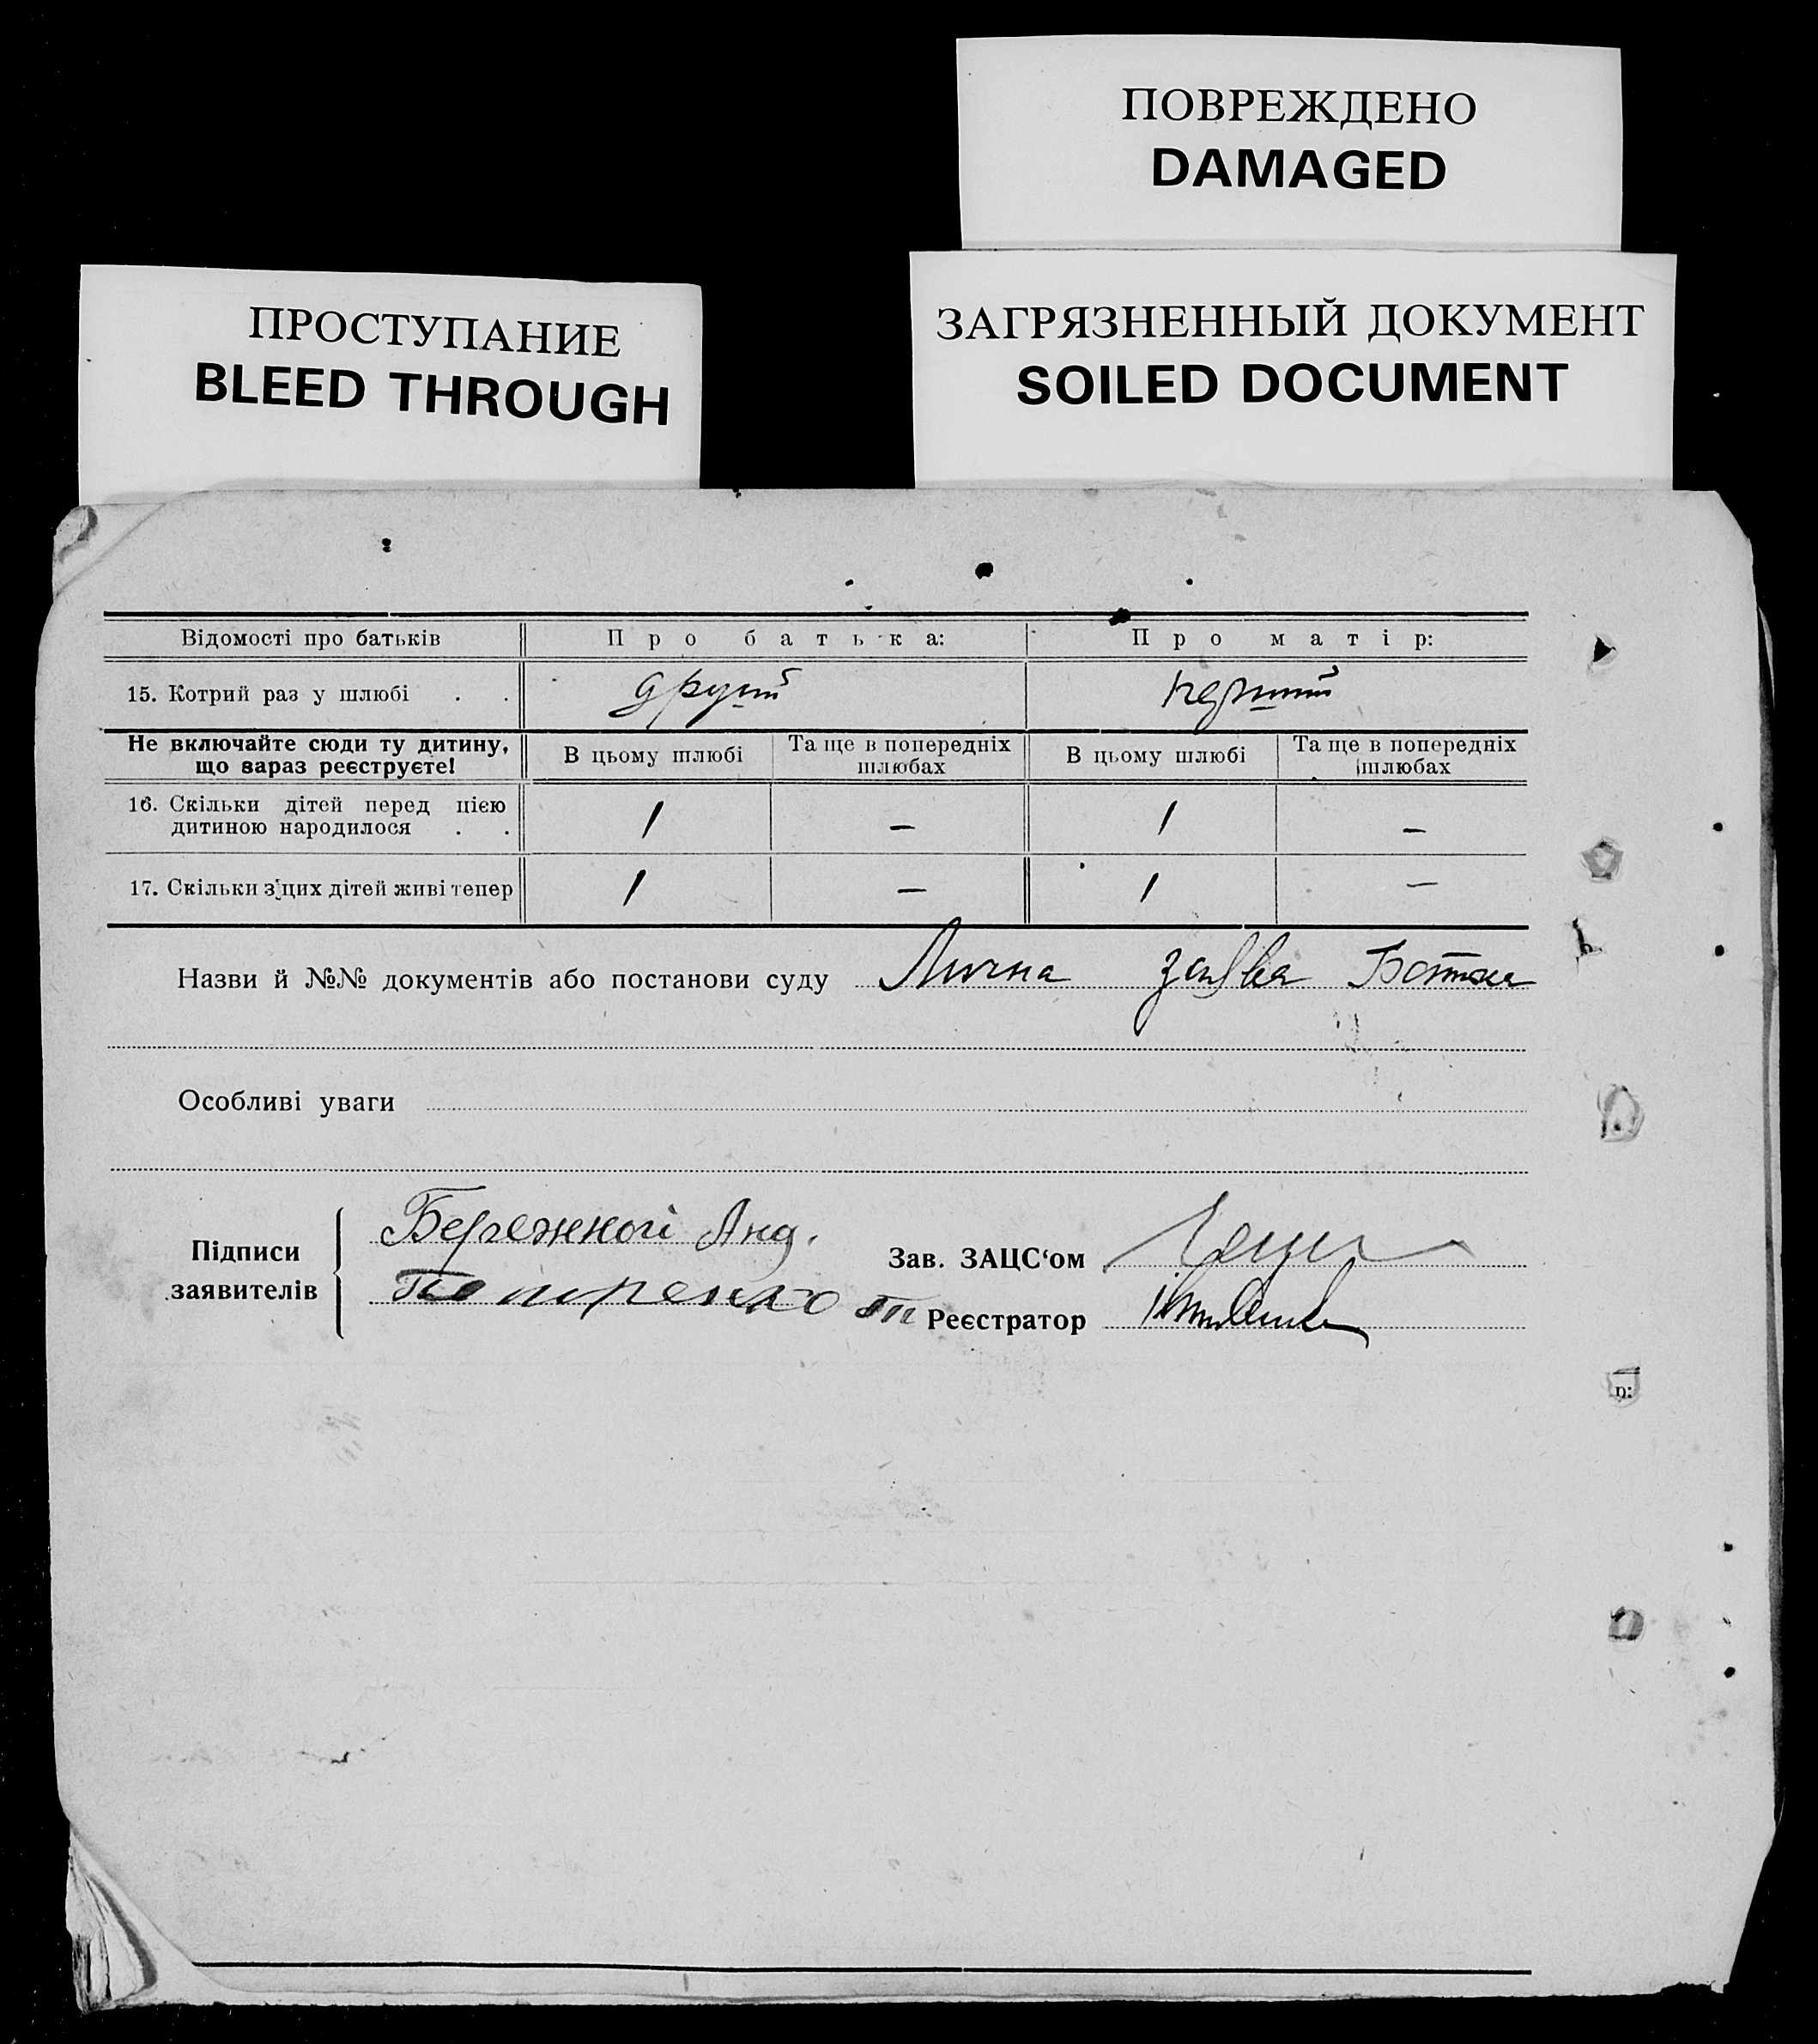 ПОВРЕЖДЕНО
DAMAGED
ПРОСТУПАНИЕ
BLEED THROUGH
ЗАГРЯЗНЕННЫЙ ДОКУМЕНТ
SOILED DOCUMENT
Відомості про батьків Про батька: Про матір:
15. Котрий раз у шлюбі . . другий перший
Не включайте сюди ту дитину, що зараз реєструєте! В цьому шлюбі Та ще в попередніх шлюбах В цьому шлюбі Та ще в попередніх шлюбах
16. Скільки дітей перед цією дитиною народилося . . 1 — 1 —
17. Скільки з цих дітей живі тепер 1 — 1 —
Назви й №№ документів або постанови суду Лична заява Батька
Особливі уваги
Підписи заявителів
Бережной Анд.
Зав. ЗАЦС‘ом
Реєстратор
р: